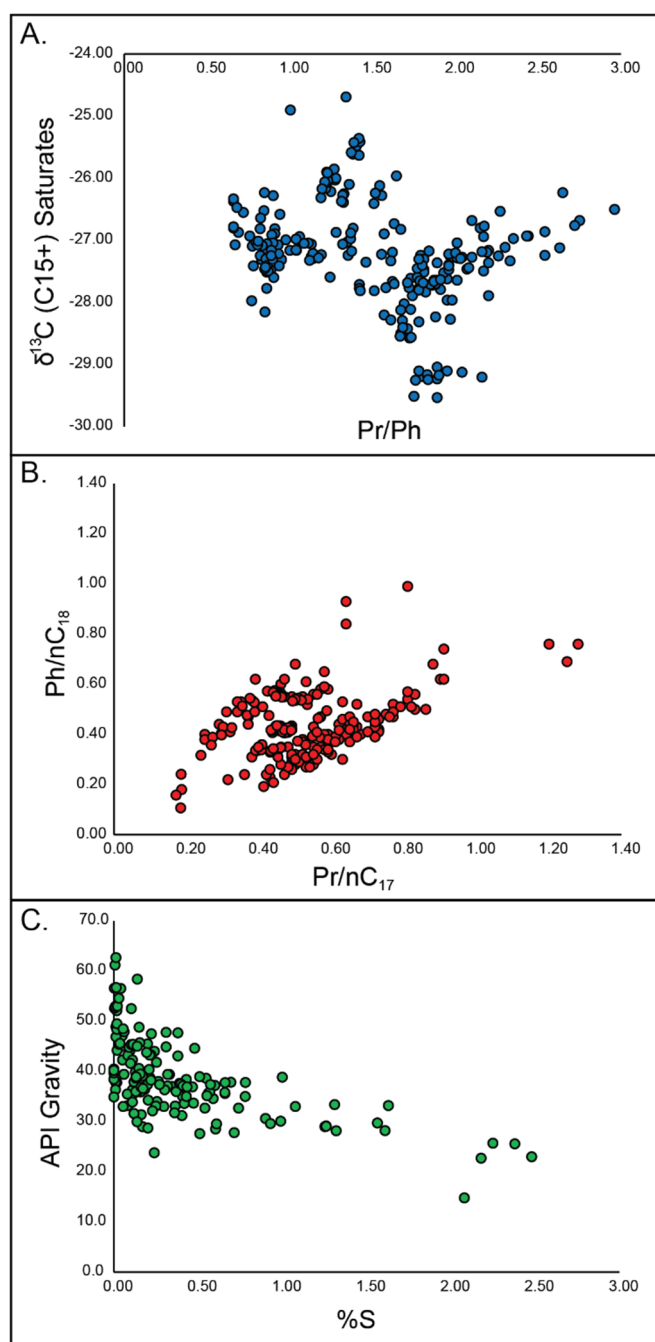 A.
-24.00
0.00 0.50 1.00 1.50 2.00 2.50 3.00
-25.00
-26.00
-27.00
-28.00
-29.00
-30.00
δ¹³C (C15+) Saturates
Pr/Ph
B.
1.40
1.20
1.00
0.80
0.60
0.40
0.20
0.00
0.00 0.20 0.40 0.60 0.80 1.00 1.20 1.40
Ph/nC₁₈
Pr/nC₁₇
C.
70.0
60.0
50.0
40.0
30.0
20.0
10.0
0.0
0.00 0.50 1.00 1.50 2.00 2.50 3.00
API Gravity
%S